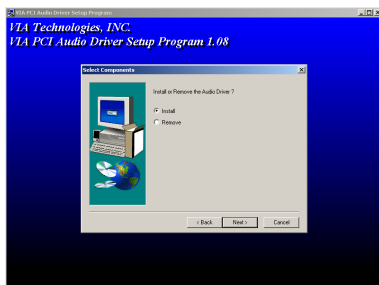 VIA PCI Audio Driver Setup Program
VIA Technologies, INC.
VIA PCI Audio Driver Setup Program 1.08
Select Components
Install or Remove the Audio Driver ?
Install
Remove
< Back
Next >
Cancel